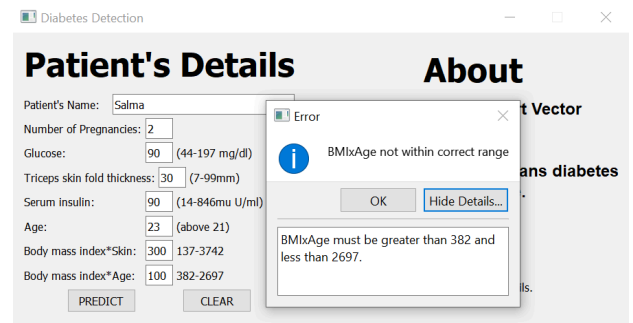 Diabetes Detection
Patient's Details
About
Patient's Name: Salma
Number of Pregnancies: 2
Glucose: 90 (44-197 mg/dl)
Triceps skin fold thickness: 30 (7-99mm)
Serum insulin: 90 (14-846mu U/ml)
Age: 23 (above 21)
Body mass index*Skin: 300 137-3742
Body mass index*Age: 100 382-2697
PREDICT CLEAR
Vector
diabetes
Error
BMIxAge not within correct range
OK Hide Details...
BMIxAge must be greater than 382 and
less than 2697.